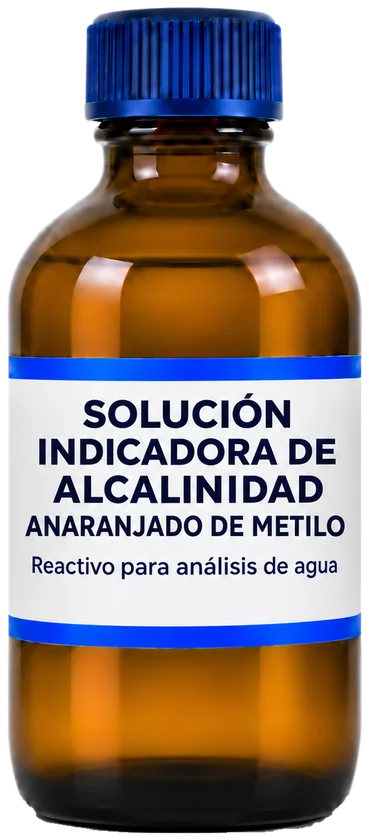 SOLUCIÓN
INDICADORA DE
ALCALINIDAD
ANARANJADO DE METILO
Reactivo para análisis de agua